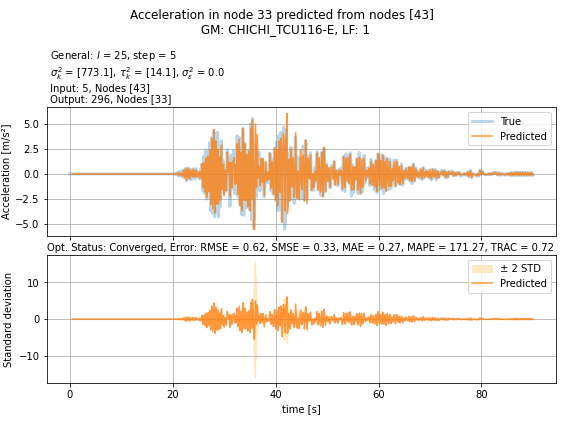 Acceleration in node 33 predicted from nodes [43]
GM: CHICHI_TCU116-E, LF: 1
General: l = 25, step = 5
σ²ₖ = [773.1], τ²ₖ = [14.1], σ²ε = 0.0
Input: 5, Nodes [43]
Output: 296, Nodes [33]
Acceleration [m/s²]
5.0
2.5
0.0
−2.5
−5.0
True
Predicted
Opt. Status: Converged, Error: RMSE = 0.62, SMSE = 0.33, MAE = 0.27, MAPE = 171.27, TRAC = 0.72
Standard deviation
10
0
−10
± 2 STD
Predicted
0 20 40 60 80
time [s]